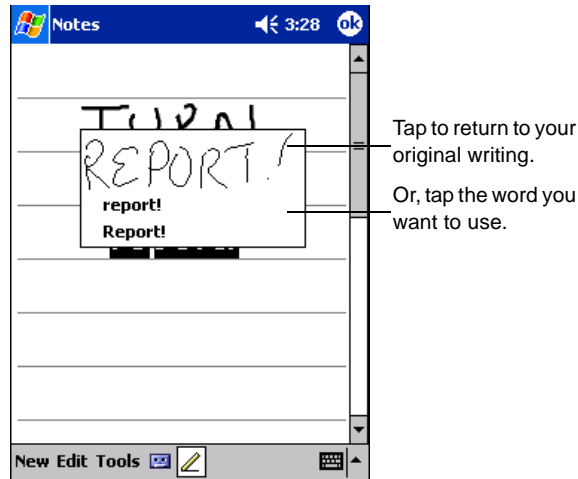 Notes 3:28 ok
TURN
REPORT!
report!
Report!
Tap to return to your
original writing.
Or, tap the word you
want to use.
New Edit Tools